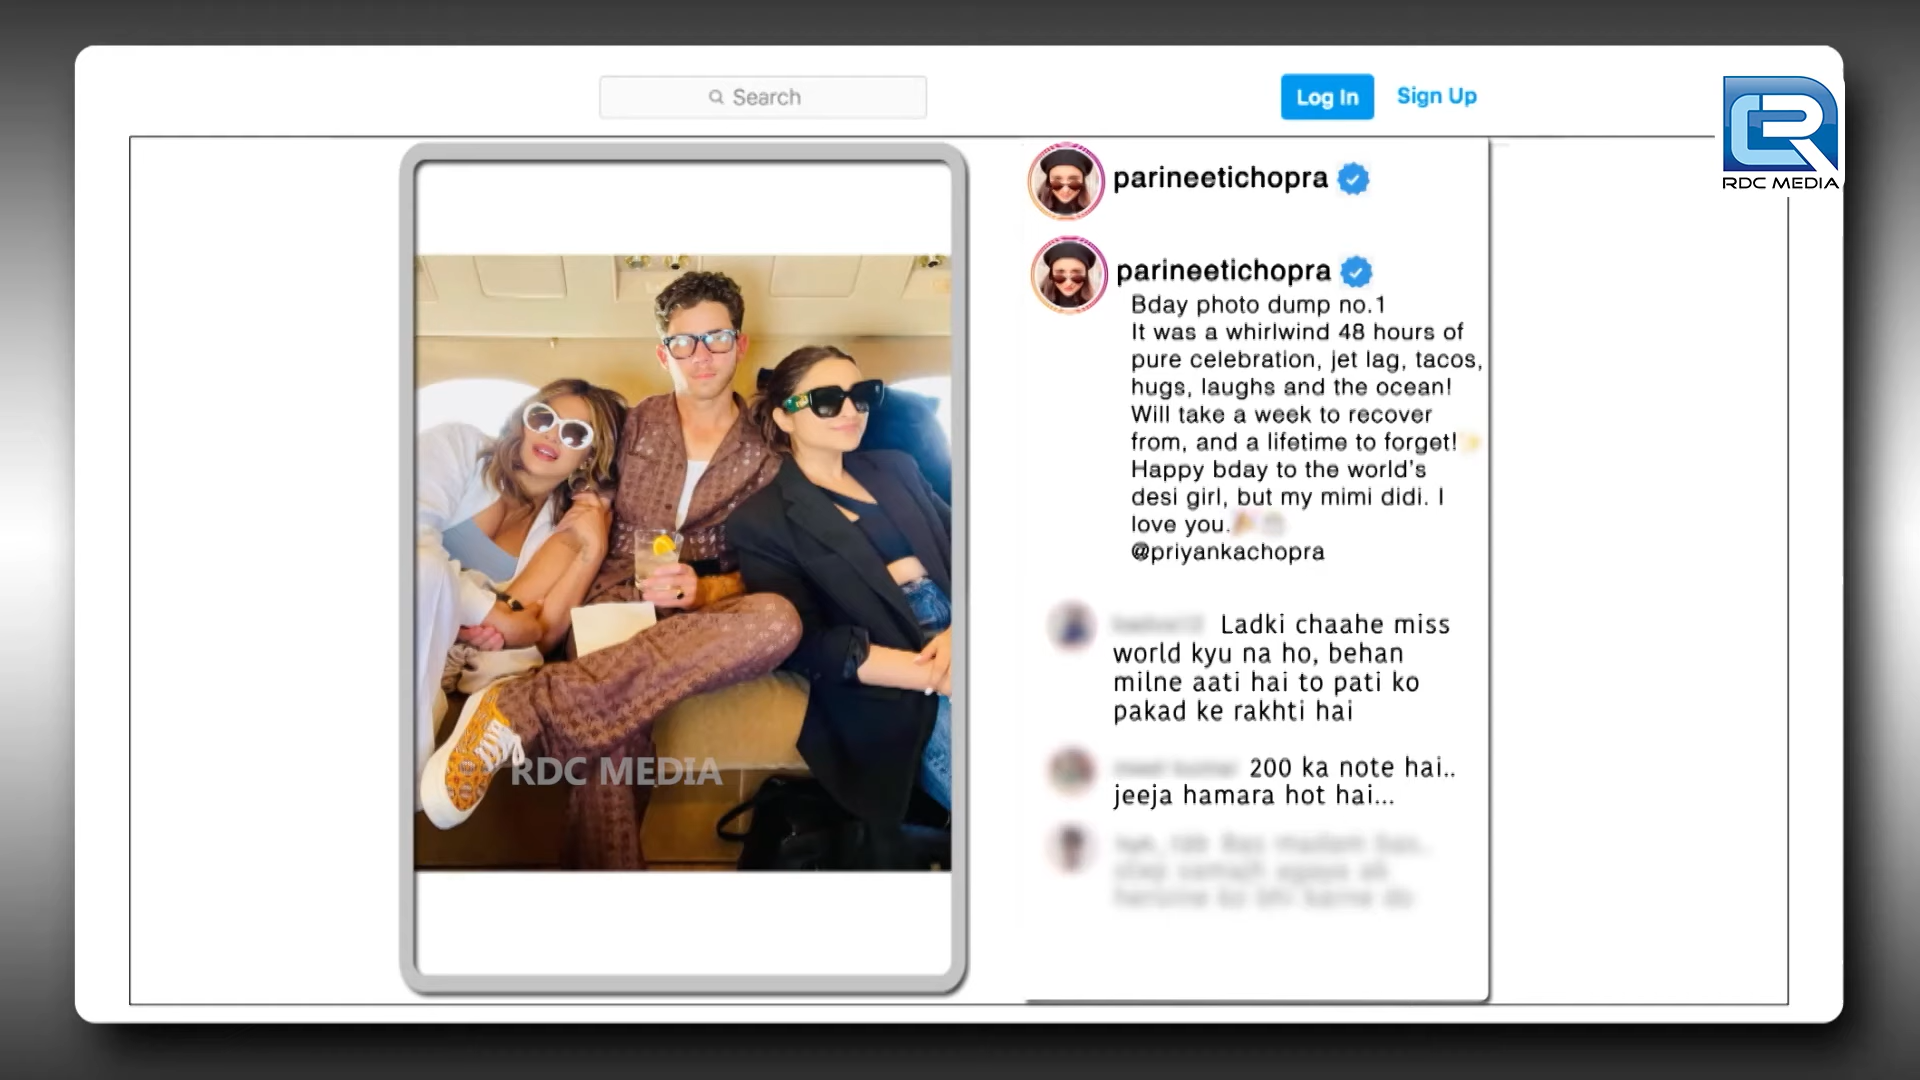 Search
Log In
Sign Up
RDC MEDIA
parineetichopra
parineetichopra
Bday photo dump no.1
It was a whirlwind 48 hours of
pure celebration, jet lag, tacos,
hugs, laughs and the ocean!
Will take a week to recover
from, and a lifetime to forget!
Happy bday to the world's
desi girl, but my mimi didi. I
love you.
@priyankachopra
Ladki chaahe miss
world kyu na ho, behan
milne aati hai to pati ko
pakad ke rakhti hai
200 ka note hai..
jeeja hamara hot hai...
RDC MEDIA